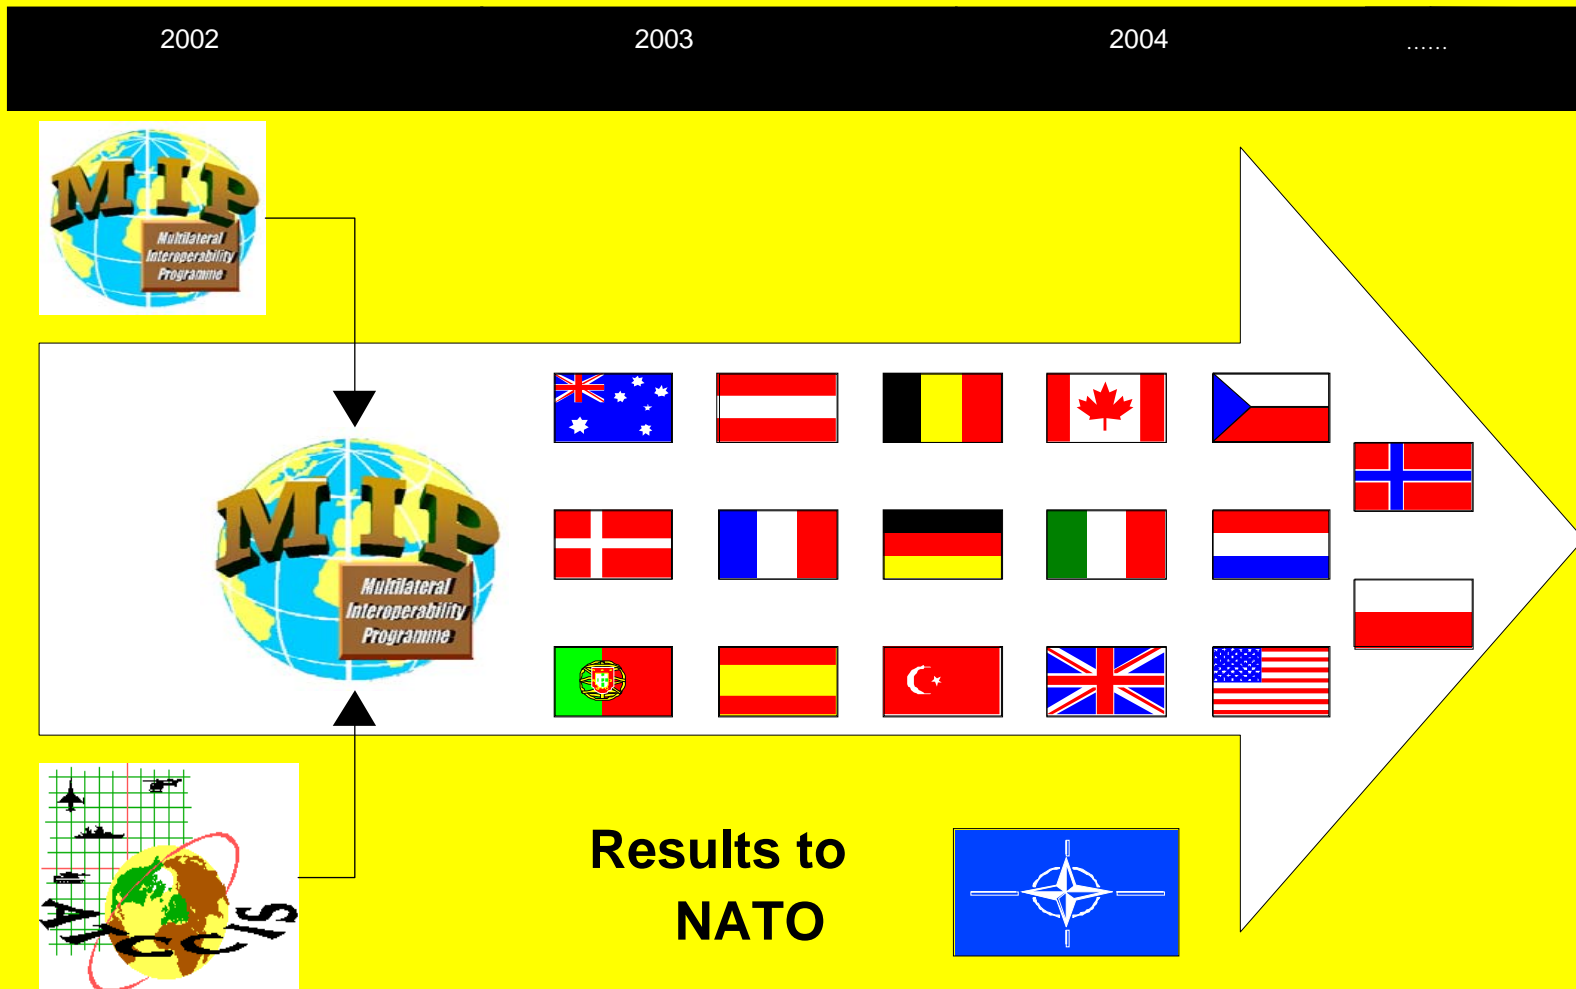 2002 2003 2004 ......
MIP
Multilateral
Interoperability
Programme
MIP
Multilateral
Interoperability
Programme
ATCCIS
Results to
NATO